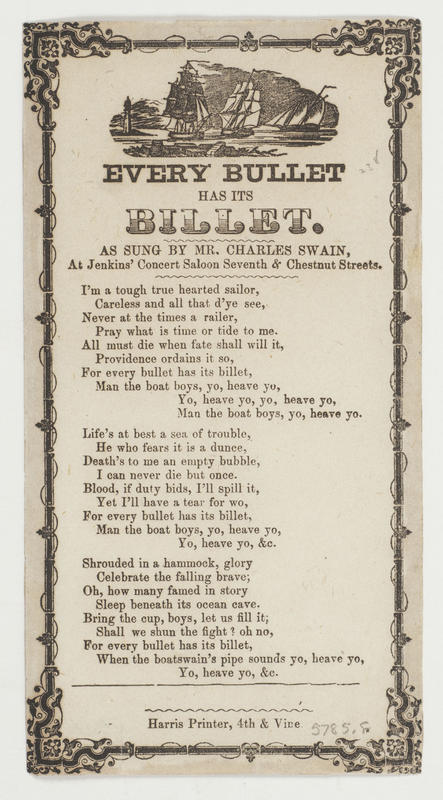 EVERY BULLET
HAS ITS
BILLET.
AS SUNG BY MR. CHARLES SWAIN,
At Jenkins' Concert Saloon Seventh & Chestnut Streets.
I'm a tough true hearted sailor,
Careless and all that d'ye see,
Never at the times a railer,
Pray what is time or tide to me.
All must die when fate shall will it,
Providence ordains it so,
For every bullet has its billet,
Man the boat boys, yo, heave yo,
Yo, heave yo, yo, heave yo,
Man the boat boys, yo, heave yo.
Life's at best a sea of trouble,
He who fears it is a dunce,
Death's to me an empty bubble,
I can never die but once.
Blood, if duty bids, I'll spill it,
Yet I'll have a tear for wo,
For every bullet has its billet,
Man the boat boys, yo, heave yo,
Yo, heave yo, &c.
Shrouded in a hammock, glory
Celebrate the falling brave;
Oh, how many famed in story
Sleep beneath its ocean cave.
Bring the cup, boys, let us fill it;
Shall we shun the fight? oh no,
For every bullet has its billet,
When the boatswain's pipe sounds yo, heave yo,
Yo, heave yo, &c.
Harris Printer, 4th & Vine